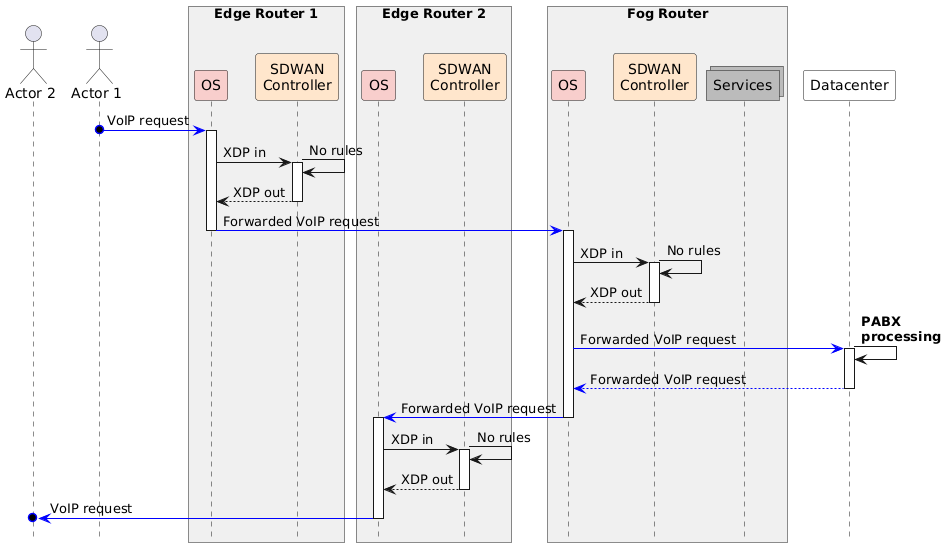 Edge Router 1
Edge Router 2
Fog Router
Actor 2
Actor 1
OS
SDWAN
Controller
OS
SDWAN
Controller
OS
SDWAN
Controller
Services
Datacenter
VoIP request
XDP in
No rules
XDP out
Forwarded VoIP request
XDP in
No rules
XDP out
PABX
processing
Forwarded VoIP request
Forwarded VoIP request
Forwarded VoIP request
XDP in
No rules
XDP out
VoIP request